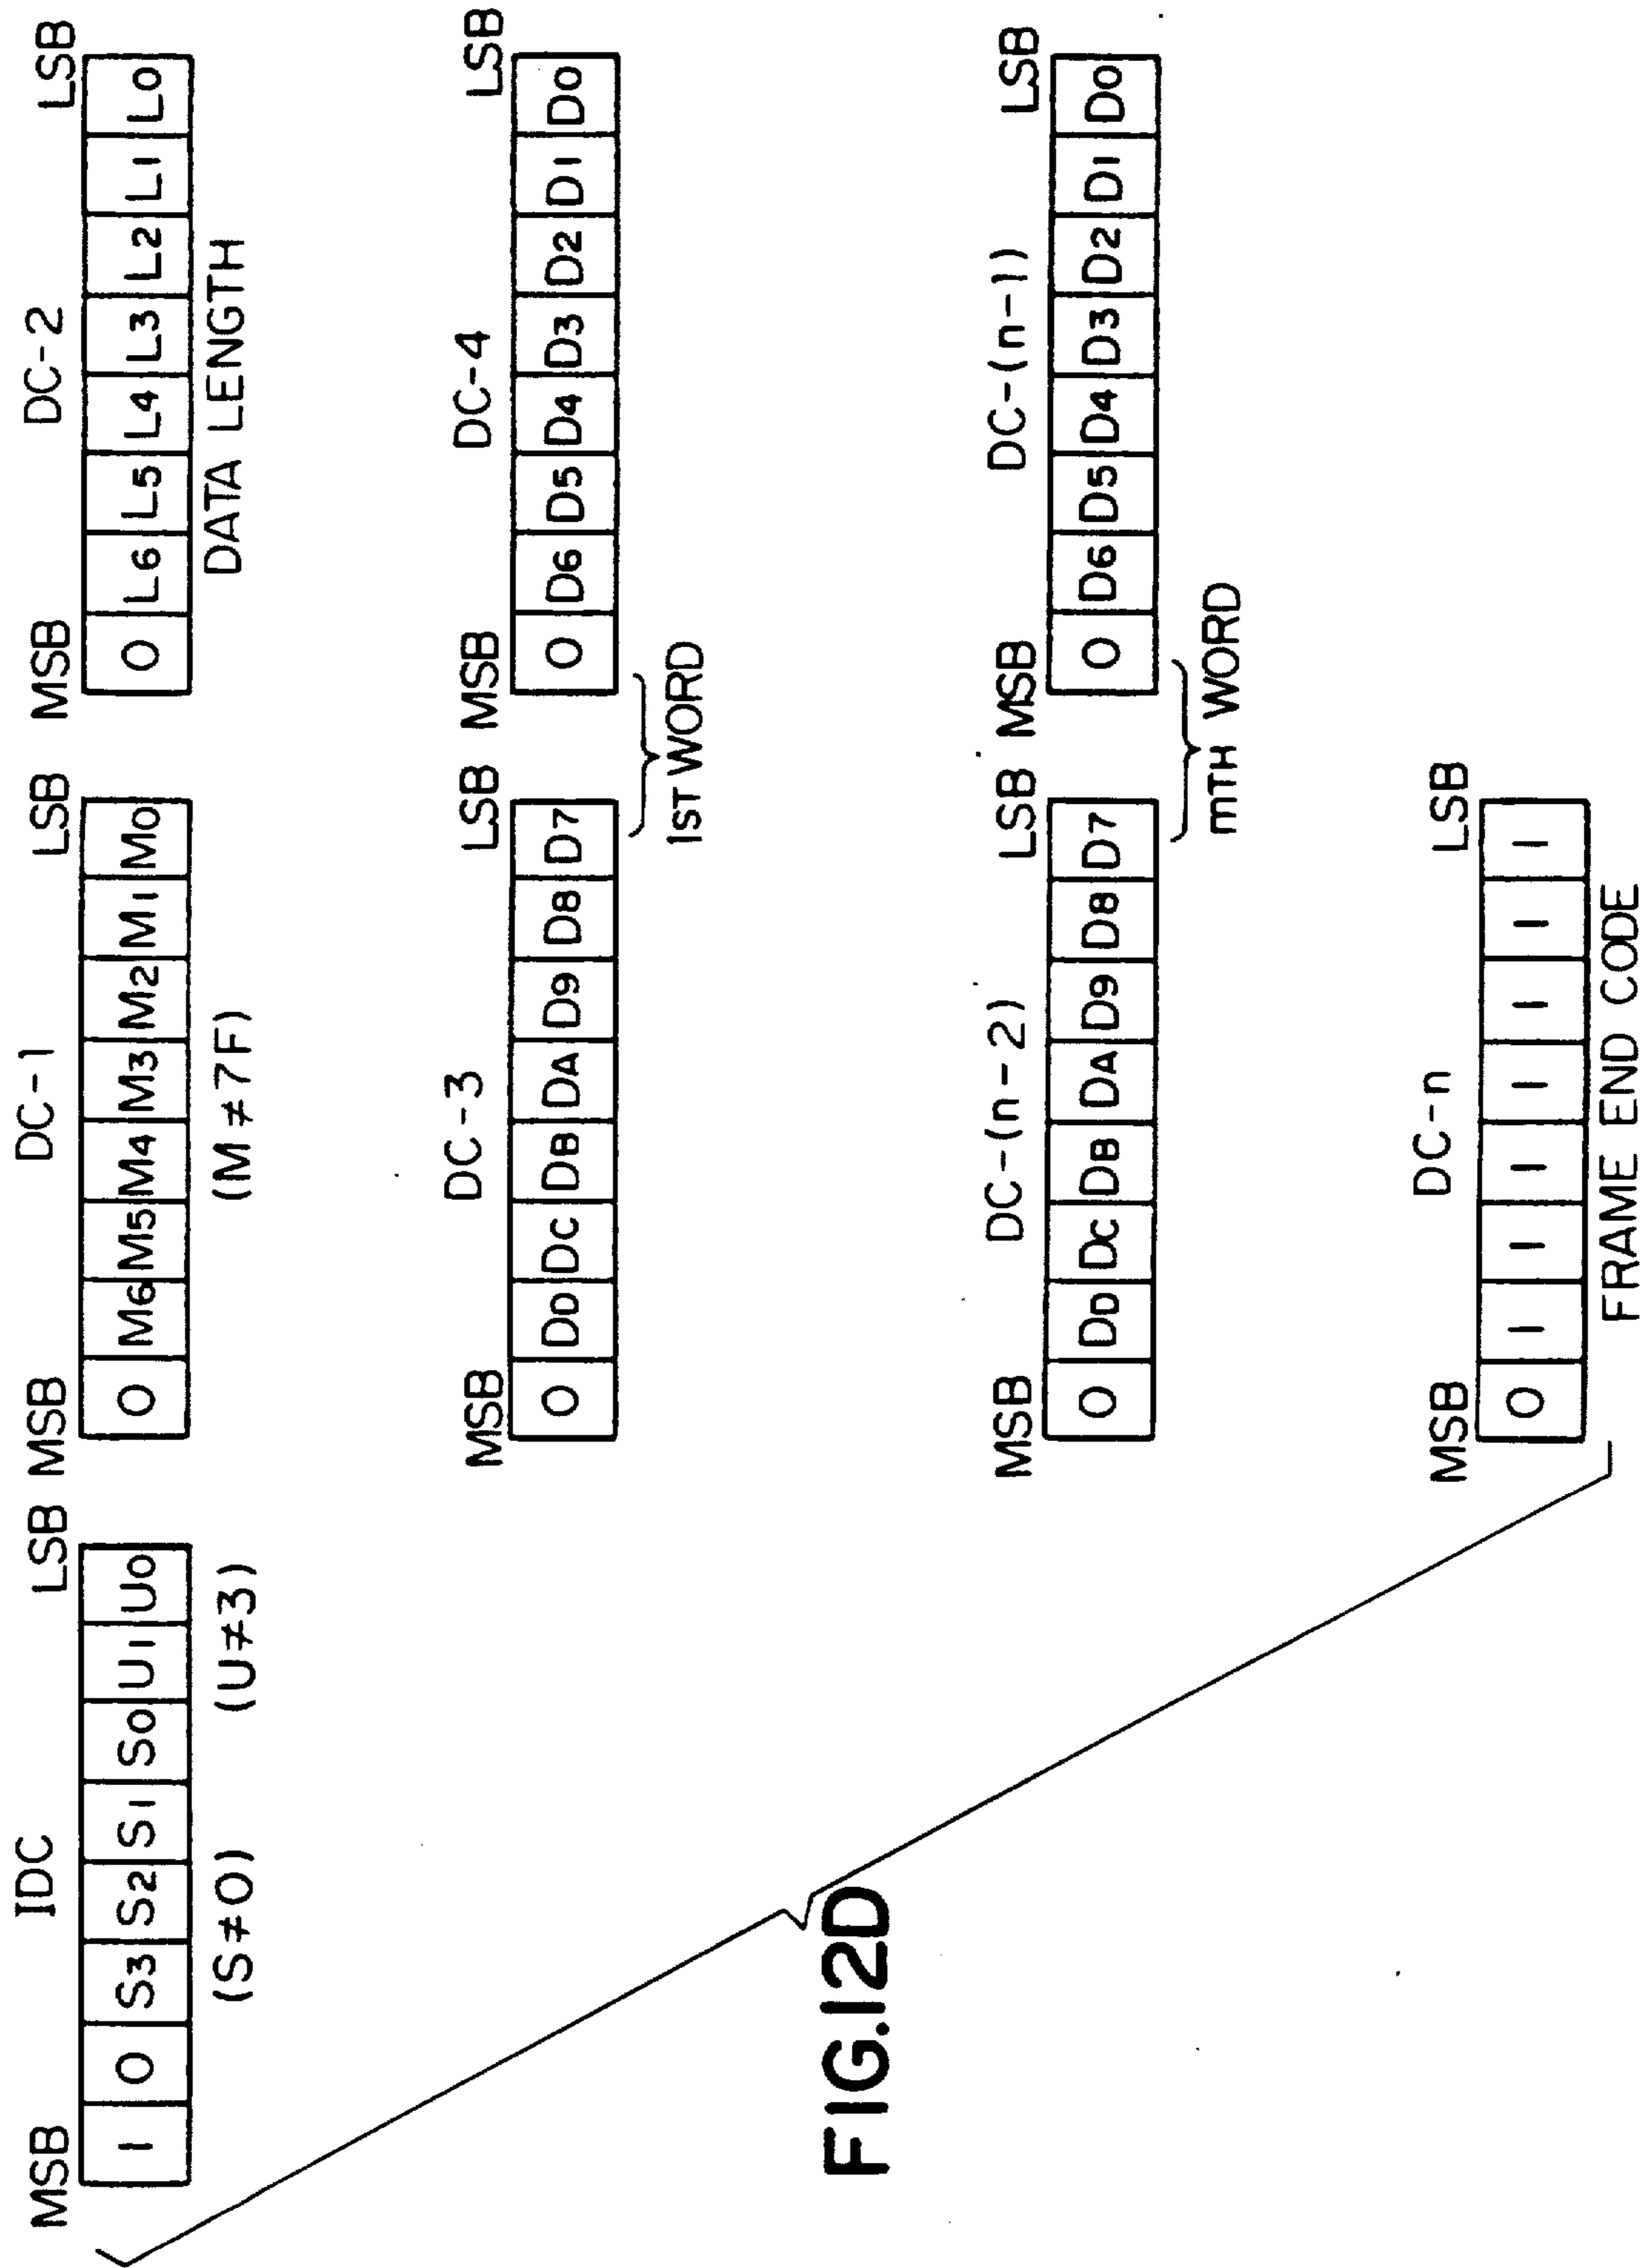 IDC DC-1 DC-2
MSB LSB MSB LSB MSB LSB
1 0 S3 S2 S1 S0 U1 U0
0 M6 M5 M4 M3 M2 M1 M0
0 L6 L5 L4 L3 L2 L1 L0
(S≠0) (U≠3) (M≠7F) DATA LENGTH
DC-3 DC-4
MSB LSB MSB LSB
0 DD DC DB DA D9 D8 D7
0 D6 D5 D4 D3 D2 D1 D0
1ST WORD
DC-(n-2) DC-(n-1)
MSB LSB MSB LSB
0 DD DC DB DA D9 D8 D7
0 D6 D5 D4 D3 D2 D1 D0
mTH WORD
DC-n
MSB LSB
0 1 1 1 1 1 1 1
FRAME END CODE
FIG.12D